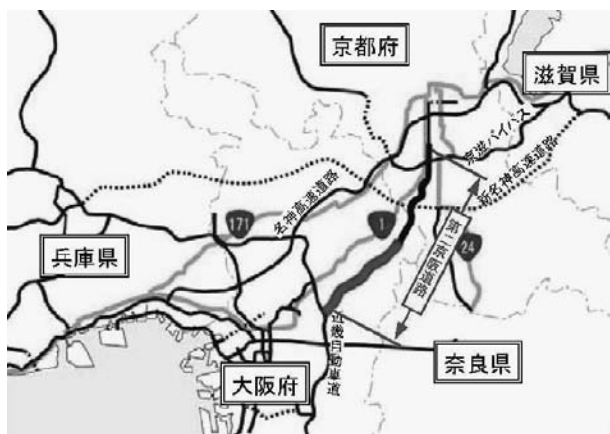 京都府
滋賀県
京滋バイパス
新名神高速道路
名神高速道路
171
1
24
第二京阪道路
兵庫県
近畿自動車道
奈良県
大阪府